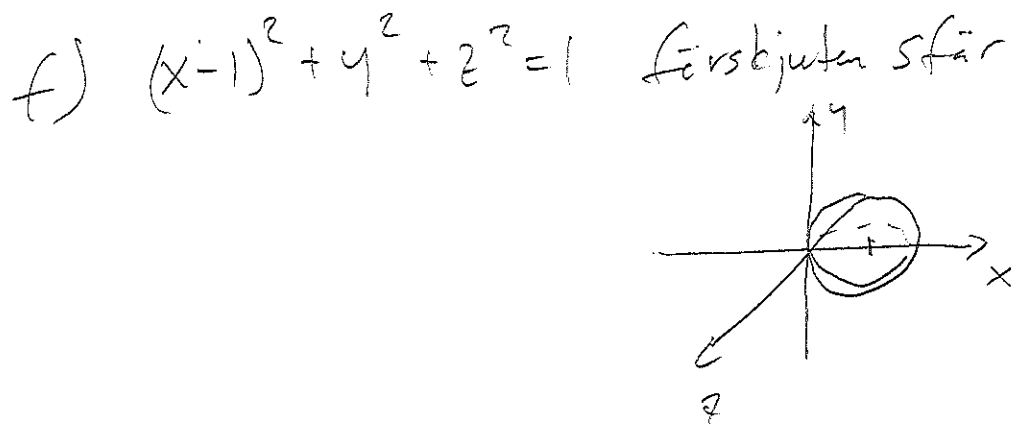 f) (x-1)² + y² + z² = 1 förskjuten sfär
y
x
z